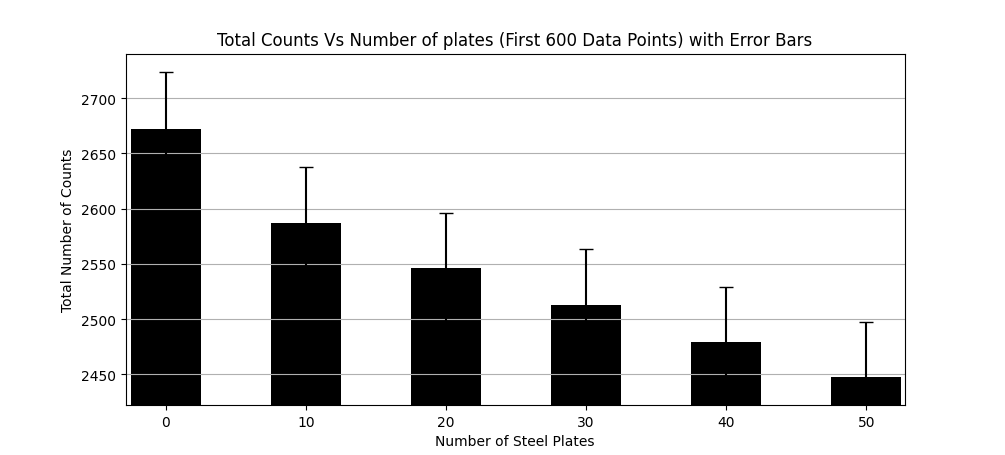 Total Counts Vs Number of plates (First 600 Data Points) with Error Bars
Total Number of Counts
2700
2650
2600
2550
2500
2450
0 10 20 30 40 50
Number of Steel Plates